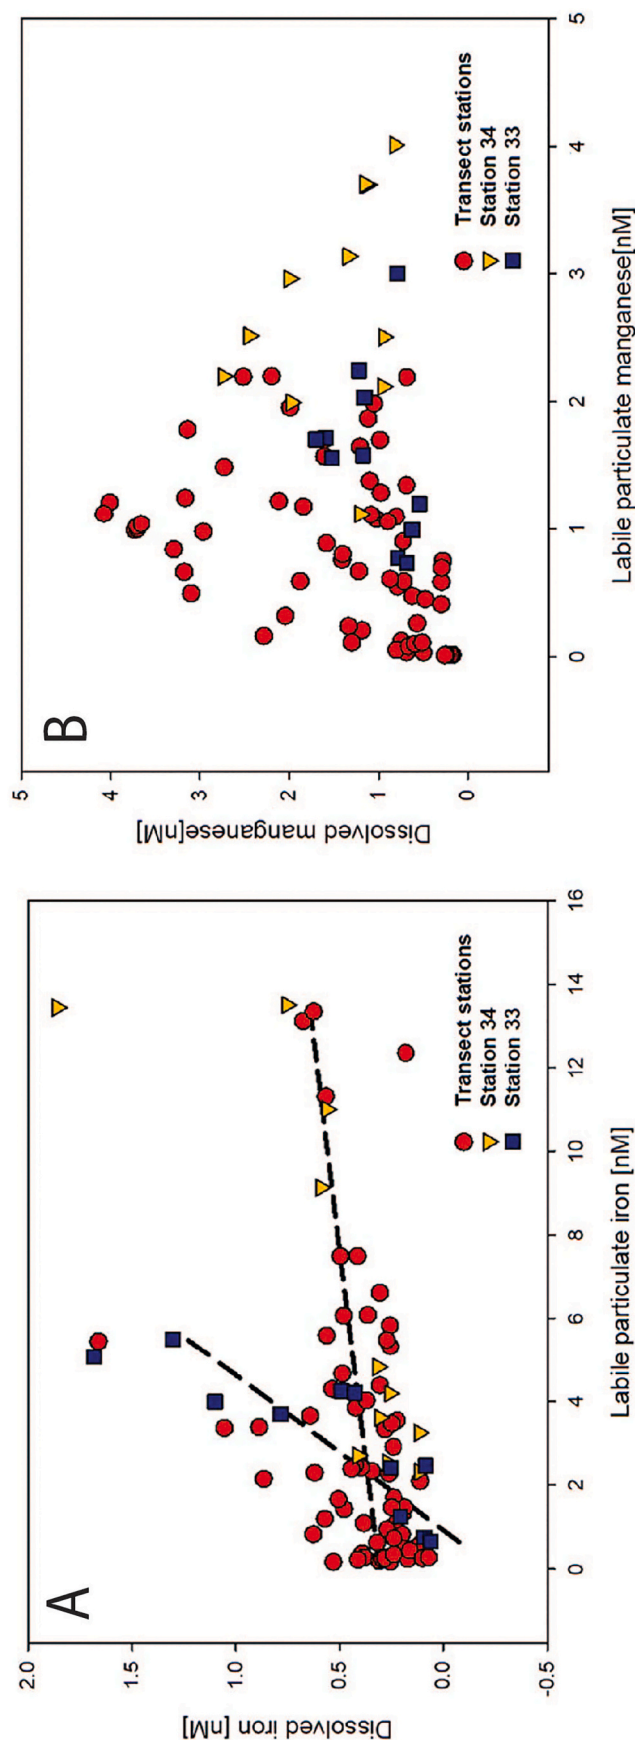 A
2.0
1.0
0.5
0.0
-0.5
Dissolved iron [nM]
0 2 4 6 8 10 12 14 16
Labile particulate iron [nM]
Transect stations
Station 34
Station 33
B
5
4
3
2
1
0
Dissolved manganese[nM]
0 1 2 3 4 5
Labile particulate manganese[nM]
Transect stations
Station 34
Station 33